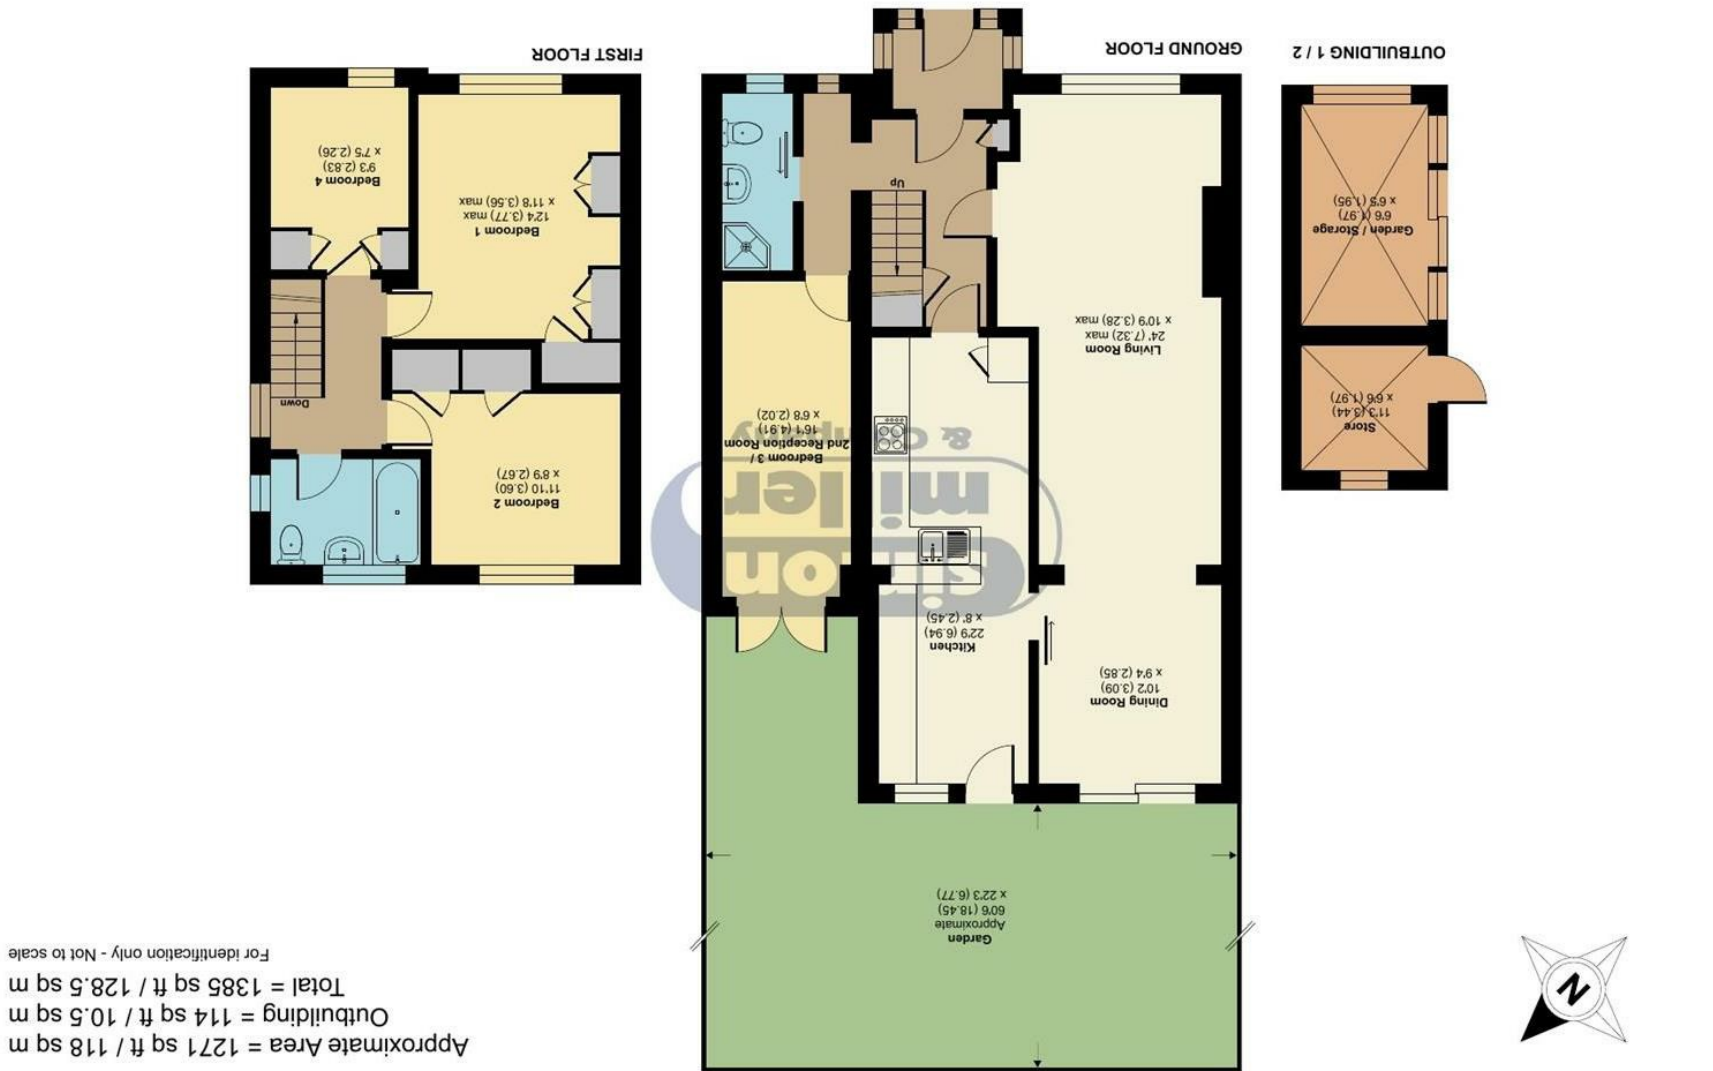 Approximate Area = 1271 sq ft / 118 sq m
Outbuilding = 114 sq ft / 10.5 sq m
Total = 1385 sq ft / 128.5 sq m
For identification only - Not to scale
N
Garden
Approximate
60'6 (18.45)
x 22'3 (6.77)
Dining Room
10'2 (3.09)
x 9'4 (2.85)
Kitchen
22'9 (6.94)
x 8' (2.45)
Living Room
24' (7.32) max
x 10'9 (3.28) max
Bedroom 3 /
2nd Reception Room
16'1 (4.91)
x 6'8 (2.02)
Up
GROUND FLOOR
Store
11'3 (3.44)
x 6'6 (1.97)
Garden / Storage
6'6 (1.97)
x 6'5 (1.95)
OUTBUILDING 1 / 2
Bedroom 2
11'10 (3.60)
x 8'9 (2.67)
Down
Bedroom 1
12'4 (3.77) max
x 11'8 (3.56) max
Bedroom 4
9'3 (2.83)
x 7'5 (2.26)
FIRST FLOOR
simon
miller
& company